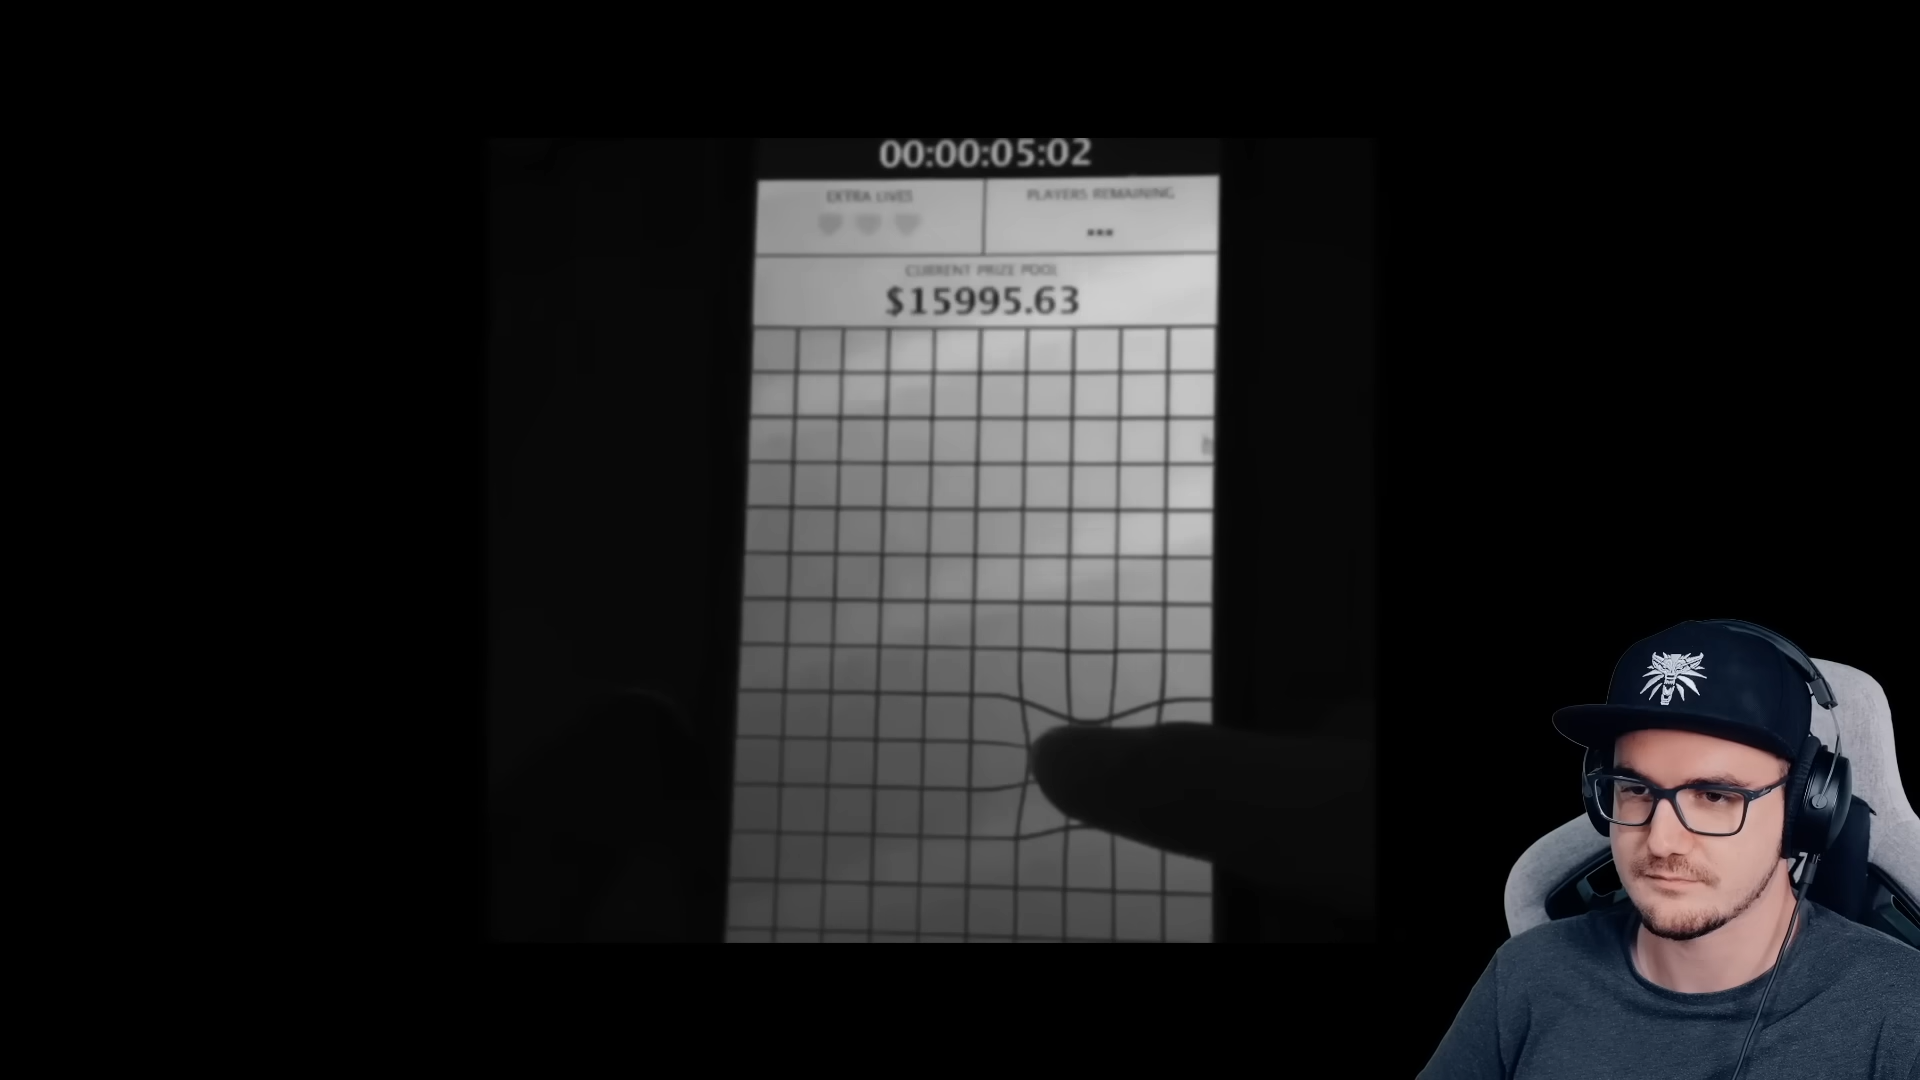 00:00:05:02
EXTRA LIVES
PLAYERS REMAINING
...
CURRENT PRIZE POOL
$15995.63